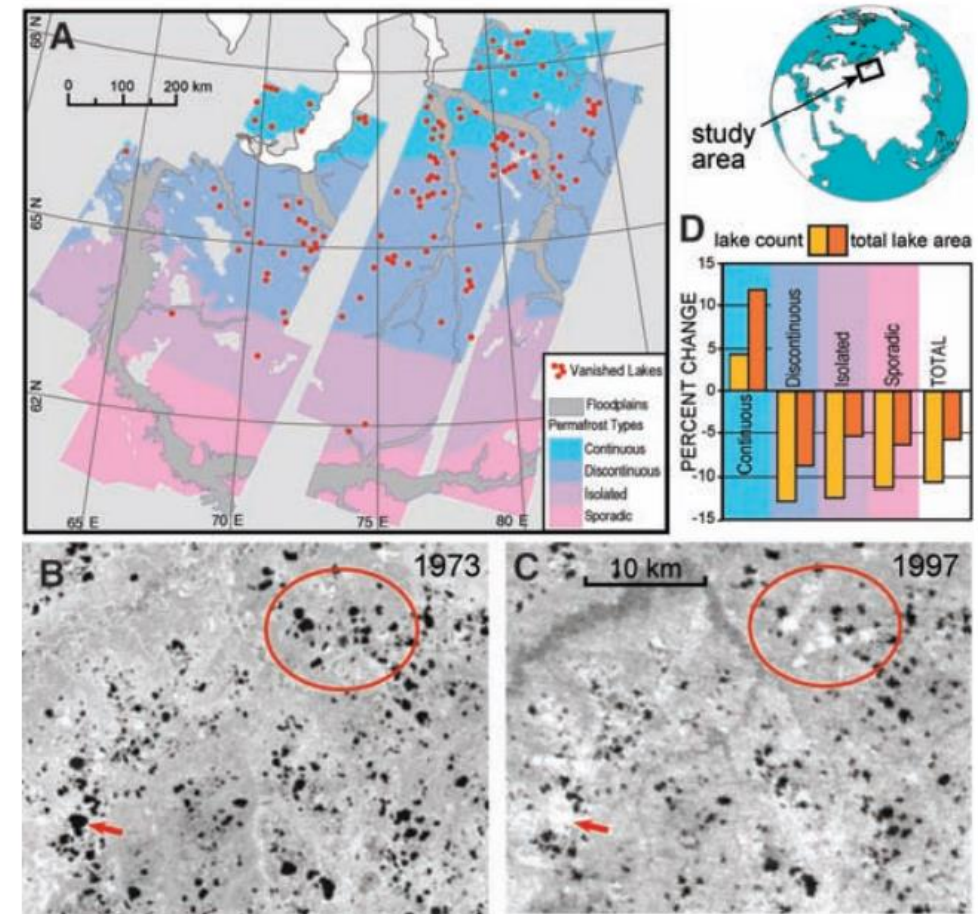 A
68 N
0 100 200 km
65 N
62 N
65 E
70 E
75 E
80 E
Vanished Lakes
Floodplains
Permafrost Types
Continuous
Discontinuous
Isolated
Sporadic
study
area
D
lake count
total lake area
PERCENT CHANGE
15
10
5
0
-5
-10
-15
Continuous
Discontinuous
Isolated
Sporadic
TOTAL
B
1973
C
10 km
1997